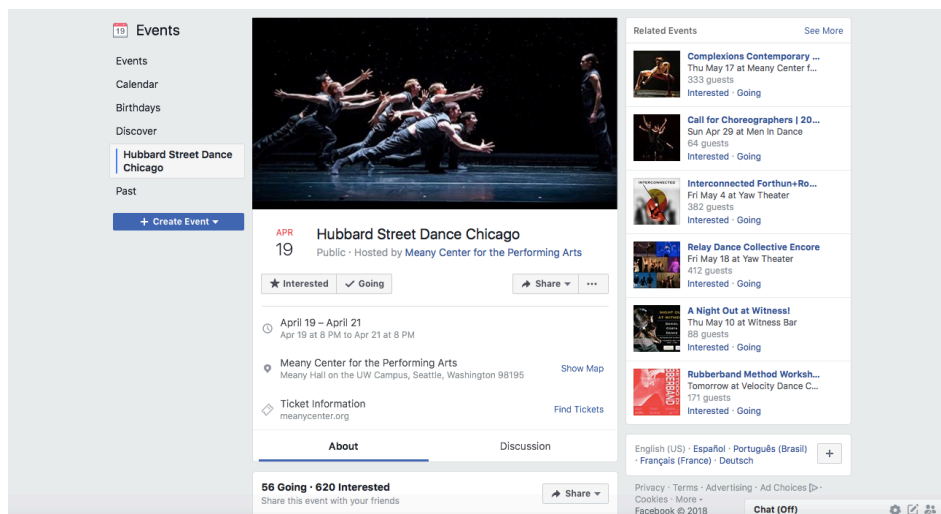 19
Events
Events
Calendar
Birthdays
Discover
Hubbard Street Dance
Chicago
Past
+ Create Event
APR
19
Hubbard Street Dance Chicago
Public · Hosted by Meany Center for the Performing Arts
Interested
Going
Share
...
April 19 – April 21
Apr 19 at 8 PM to Apr 21 at 8 PM
Meany Center for the Performing Arts
Meany Hall on the UW Campus, Seattle, Washington 98195
Show Map
Ticket Information
meanycenter.org
Find Tickets
About
Discussion
56 Going · 620 Interested
Share this event with your friends
Share
Related Events
See More
Complexions Contemporary ...
Thu May 17 at Meany Center f...
333 guests
Interested · Going
Call for Choreographers | 20...
Sun Apr 29 at Men in Dance
64 guests
Interested · Going
INTERCONNECTED
Interconnected Forthun+Ro...
Fri May 4 at Yaw Theater
382 guests
Interested · Going
Relay Dance Collective Encore
Fri May 18 at Yaw Theater
412 guests
Interested · Going
A Night Out at Witness!
Thu May 10 at Witness Bar
88 guests
Interested · Going
Rubberband Method Worksh...
Tomorrow at Velocity Dance C...
171 guests
Interested · Going
English (US) · Español · Português (Brasil)
· Français (France) · Deutsch
+
Privacy · Terms · Advertising · Ad Choices ·
Cookies · More
Facebook © 2018
Chat (Off)